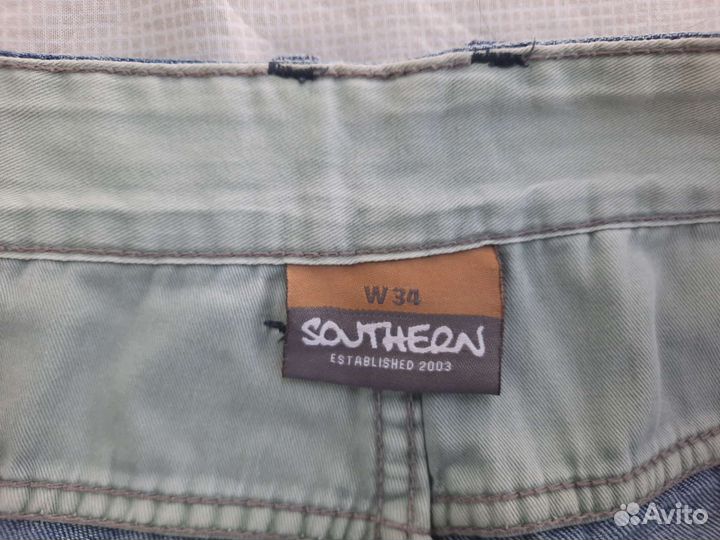 W 34
SOUTHERN
ESTABLISHED 2003
Avito